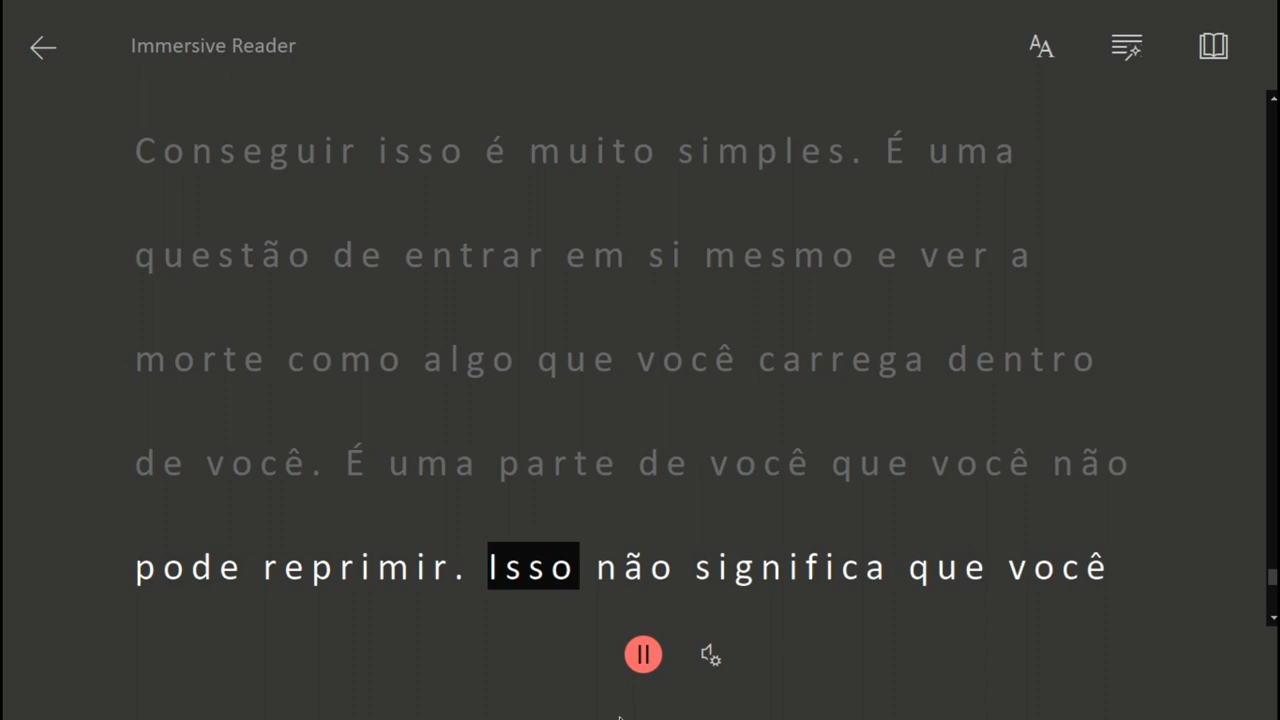 Immersive Reader
Conseguir isso é muito simples. É uma
questão de entrar em si mesmo e ver a
morte como algo que você carrega dentro
de você. É uma parte de você que você não
pode reprimir. Isso não significa que você